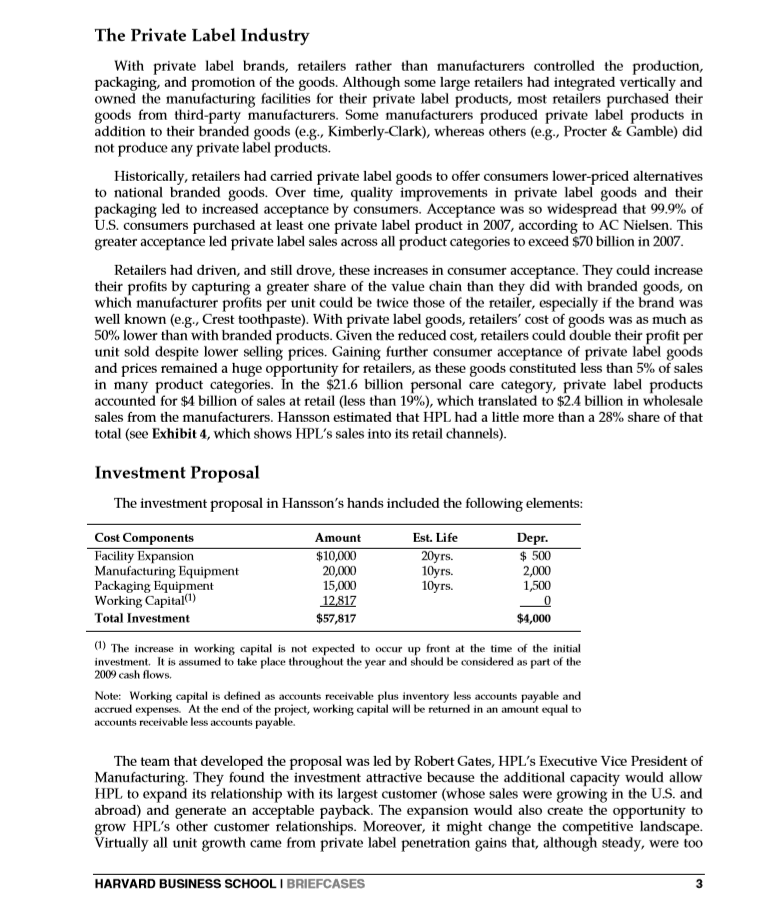 The Private Label Industry
With private label brands, retailers rather than manufacturers controlled the production,
packaging, and promotion of the goods. Although some large retailers had integrated vertically and
owned the manufacturing facilities for their private label products, most retailers purchased their
goods from third-party manufacturers. Some manufacturers produced private label products in
addition to their branded goods (e.g., Kimberly-Clark), whereas others (e.g., Procter & Gamble) did
not produce any private label products.
Historically, retailers had carried private label goods to offer consumers lower-priced alternatives
to national branded goods. Over time, quality improvements in private label goods and their
packaging led to increased acceptance by consumers. Acceptance was so widespread that 99.9% of
U.S. consumers purchased at least one private label product in 2007, according to AC Nielsen. This
greater acceptance led private label sales across all product categories to exceed $70 billion in 2007.
Retailers had driven, and still drove, these increases in consumer acceptance. They could increase
their profits by capturing a greater share of the value chain than they did with branded goods, on
which manufacturer profits per unit could be twice those of the retailer, especially if the brand was
well known (e.g., Crest toothpaste). With private label goods, retailers' cost of goods was as much as
50% lower than with branded products. Given the reduced cost, retailers could double their profit per
unit sold despite lower selling prices. Gaining further consumer acceptance of private label goods
and prices remained a huge opportunity for retailers, as these goods constituted less than 5% of sales
in many product categories. In the $21.6 billion personal care category, private label products
accounted for $4 billion of sales at retail (less than 19%), which translated to $2.4 billion in wholesale
sales from the manufacturers. Hansson estimated that HPL had a little more than a 28% share of that
total (see Exhibit 4, which shows HPL's sales into its retail channels).
Investment Proposal
The investment proposal in Hansson's hands included the following elements:
Cost Components Amount Est. Life Depr.
Facility Expansion $10,000 20yrs. $ 500
Manufacturing Equipment 20,000 10yrs. 2,000
Packaging Equipment 15,000 10yrs. 1,500
Working Capital(1) 12,817 0
Total Investment $57,817 $4,000
(1) The increase in working capital is not expected to occur up front at the time of the initial
investment. It is assumed to take place throughout the year and should be considered as part of the
2009 cash flows.
Note: Working capital is defined as accounts receivable plus inventory less accounts payable and
accrued expenses. At the end of the project, working capital will be returned in an amount equal to
accounts receivable less accounts payable.
The team that developed the proposal was led by Robert Gates, HPL's Executive Vice President of
Manufacturing. They found the investment attractive because the additional capacity would allow
HPL to expand its relationship with its largest customer (whose sales were growing in the U.S. and
abroad) and generate an acceptable payback. The expansion would also create the opportunity to
grow HPL's other customer relationships. Moreover, it might change the competitive landscape.
Virtually all unit growth came from private label penetration gains that, although steady, were too
HARVARD BUSINESS SCHOOL | BRIEFCASES 3